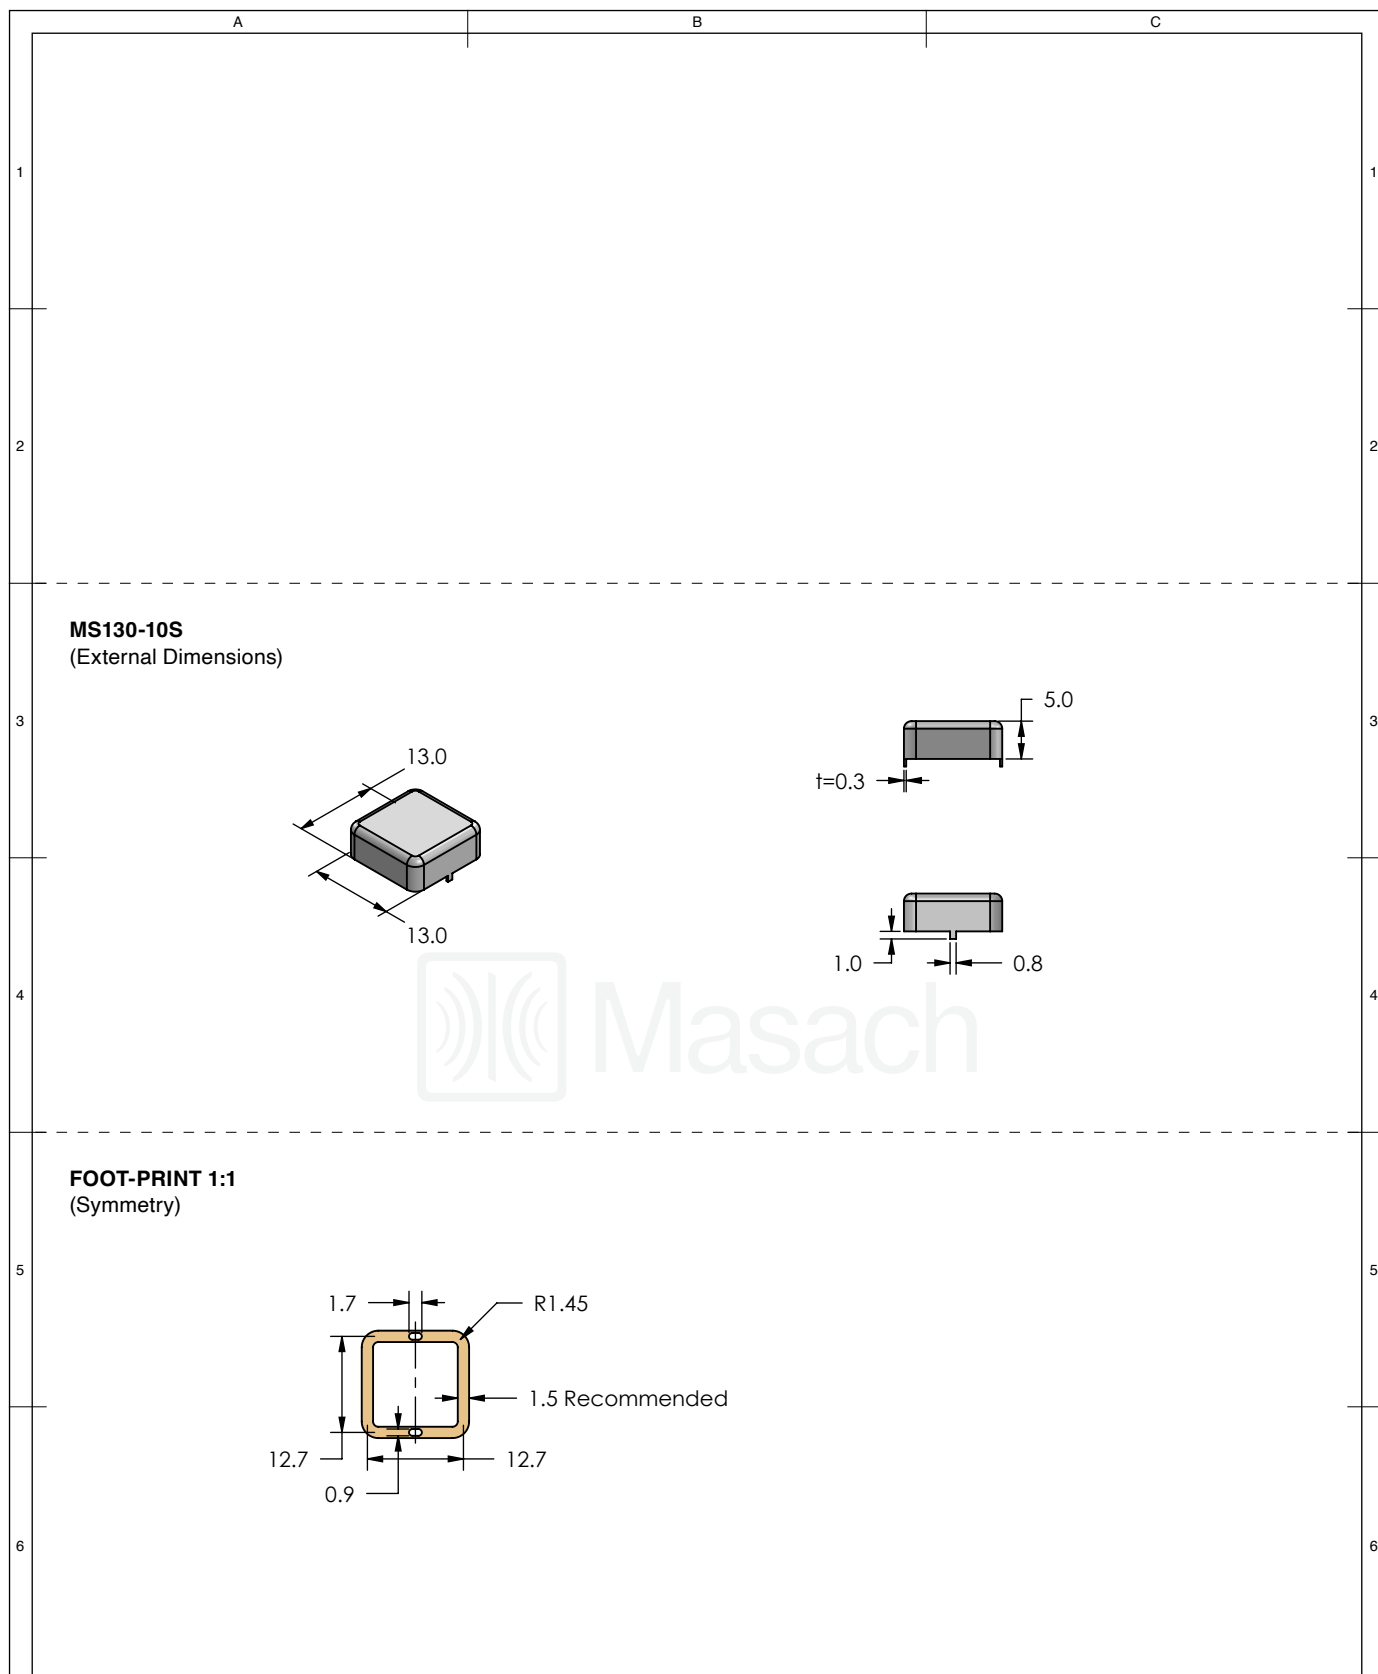 A B C
1 1
2 2
MS130-10S
(External Dimensions)
3 3
5.0
13.0
t=0.3
13.0
1.0 0.8
4 4
Masach
FOOT-PRINT 1:1
(Symmetry)
5 5
1.7 R1.45
1.5 Recommended
12.7 12.7
0.9
6 6